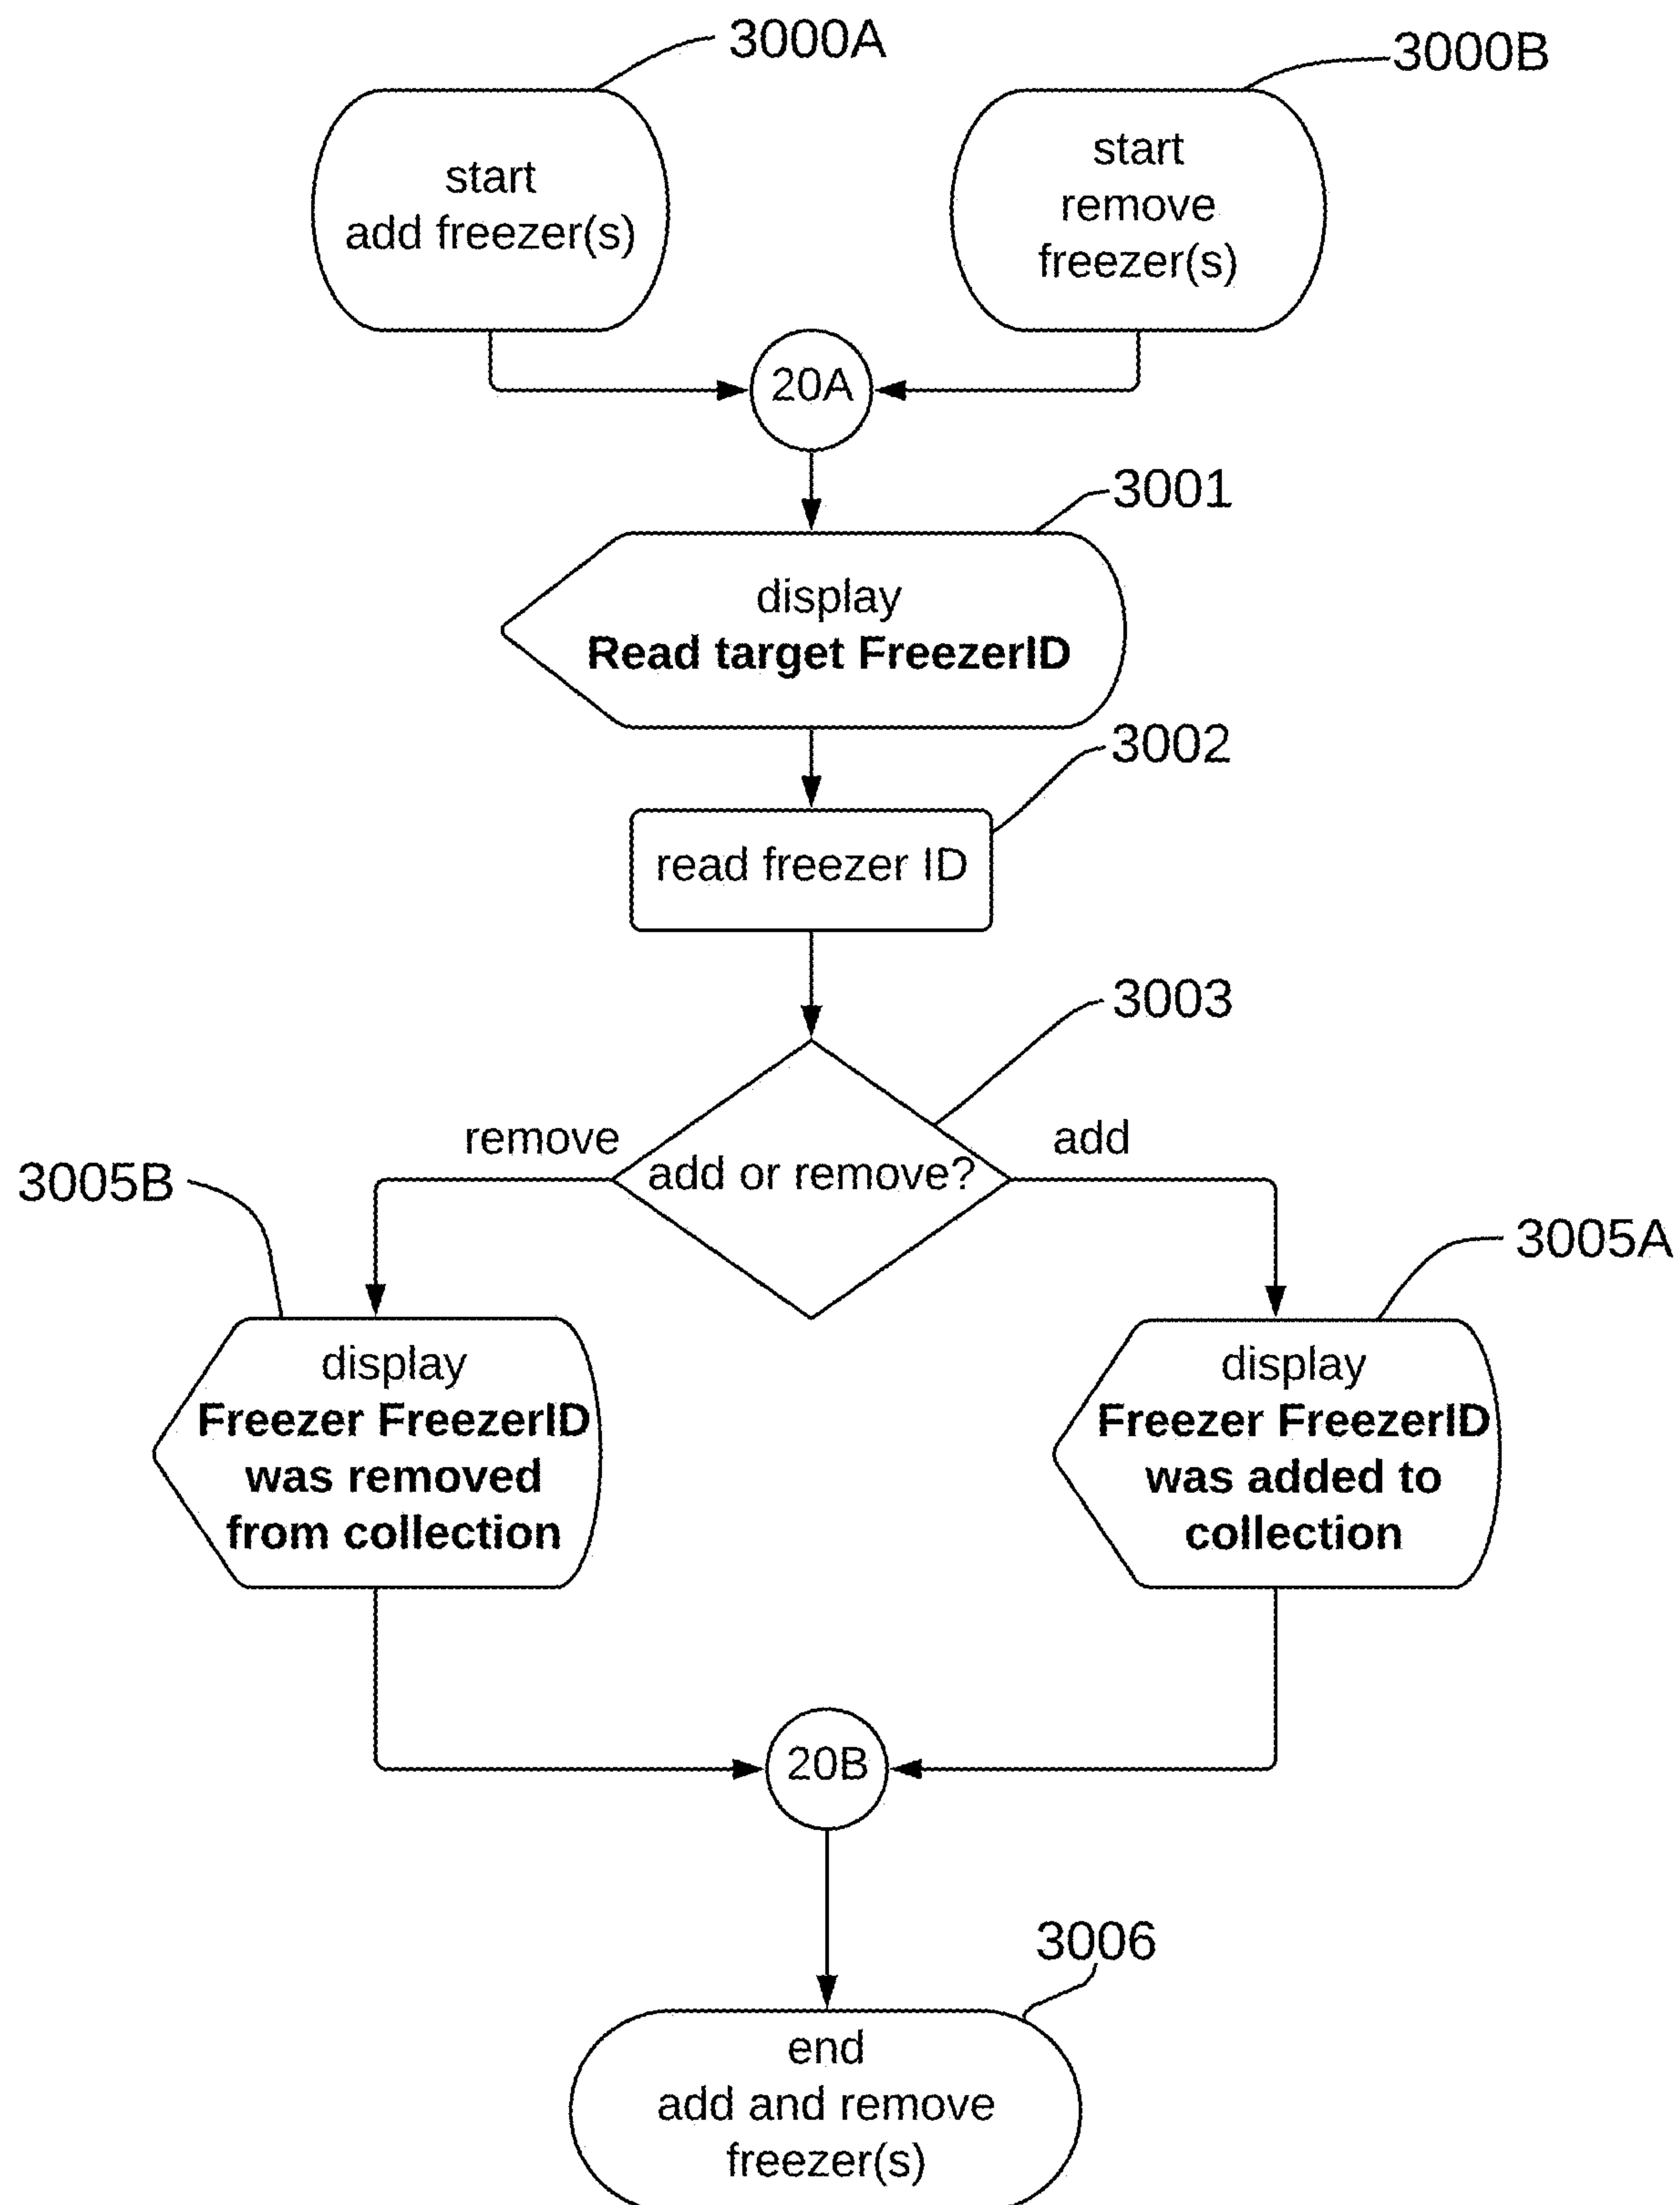 3000A
3000B
start
add freezer(s)
start
remove
freezer(s)
20A
3001
display
Read target FreezerID
3002
read freezer ID
3003
remove
add or remove?
add
3005B
3005A
display
Freezer FreezerID
was removed
from collection
display
Freezer FreezerID
was added to
collection
20B
3006
end
add and remove
freezer(s)